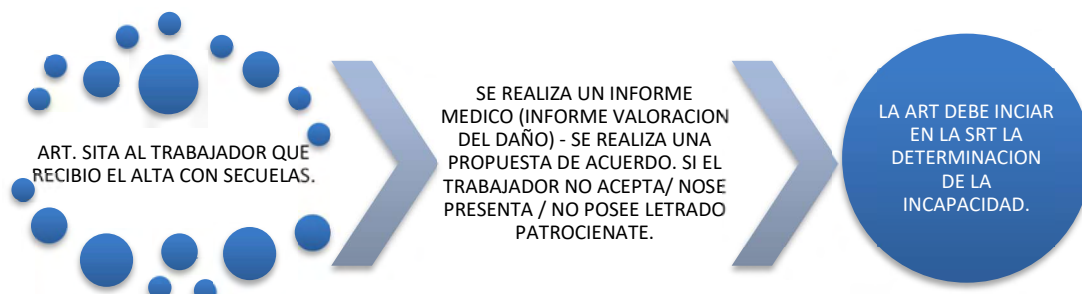 ART. SITA AL TRABAJADOR QUE
RECIBIO EL ALTA CON SECUELAS.
SE REALIZA UN INFORME
MEDICO (INFORME VALORACION
DEL DAÑO) - SE REALIZA UNA
PROPUESTA DE ACUERDO. SI EL
TRABAJADOR NO ACEPTA/ NOSE
PRESENTA / NO POSEE LETRADO
PATROCIENATE.
LA ART DEBE INCIAR
EN LA SRT LA
DETERMINACION
DE LA
INCAPACIDAD.